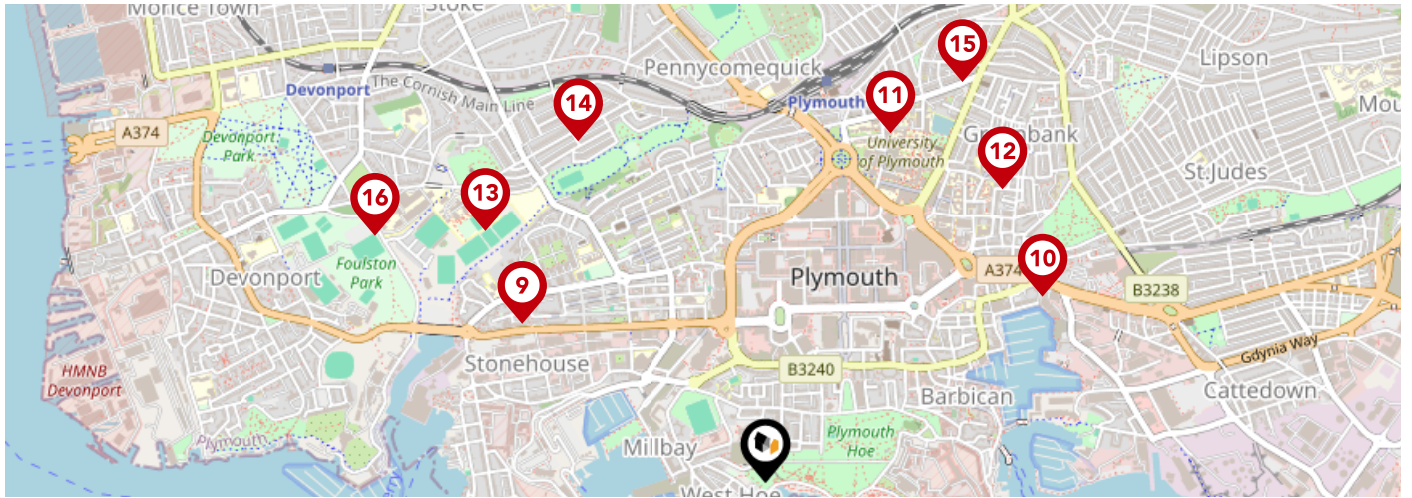 Morice Town
Stoke
15
Lipson
Pennycomequick
Devonport
The Cornish Main Line
14
Plymouth
11
A374
Devonport
Park
Greenbank
University
of Plymouth
12
St.Judes
16
13
Devonport
Foulston
Park
9
Plymouth
A374
10
B3238
Stonehouse
B3240
Gdynia Way
HMNB
Devonport
Barbican
Cattedown
Plymouth
Millbay
Plymouth
Hoe
West Hoe